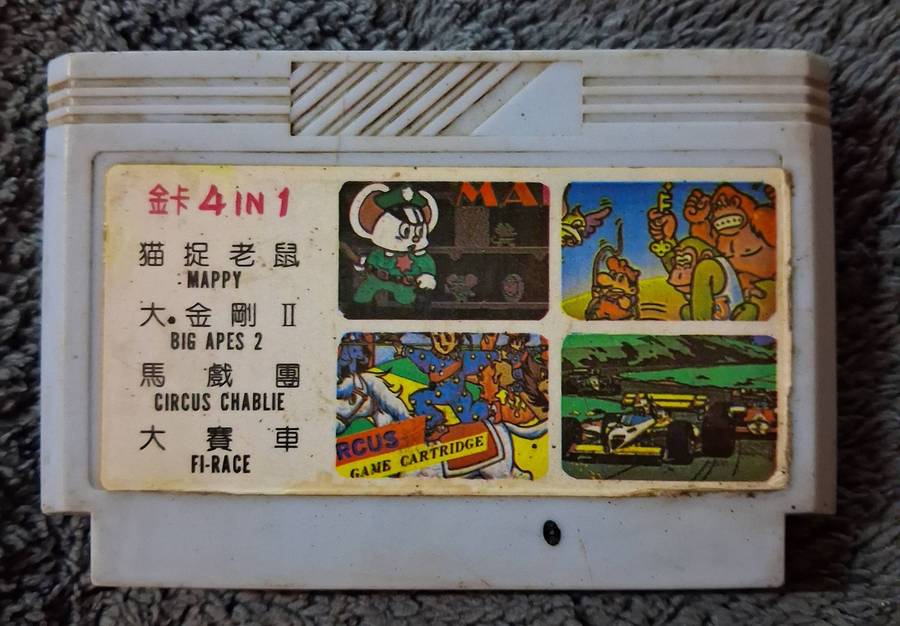 金卡 4 IN 1
猫捉老鼠
MAPPY
大金剛 II
BIG APES 2
馬戲團
CIRCUS CHABLIE
大賽車
FI-RACE
MA
RCUS
GAME CARTRIDGE